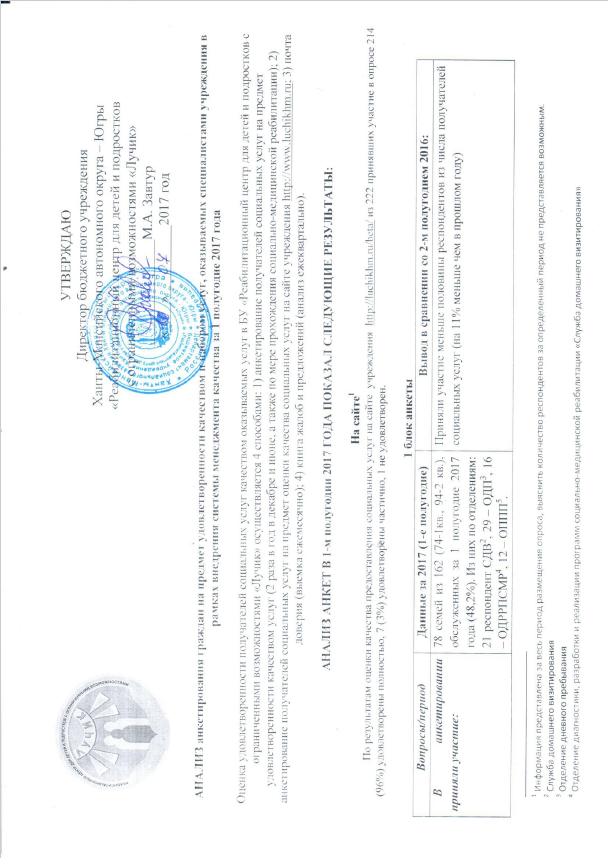 УТВЕРЖДАЮ
Директор бюджетного учреждения
Ханты-Мансийского автономного округа – Югры
«Реабилитационный центр для детей и подростков
с ограниченными возможностями «Лучик»
М.А. Завтур
2017 год
АНАЛИЗ анкетирования граждан на предмет удовлетворенности качеством и набором услуг, оказываемых специалистами учреждения в
рамках внедрения системы менеджмента качества за 1 полугодие 2017 года
Оценка удовлетворенности получателей социальных услуг качеством оказываемых услуг в БУ «Реабилитационный центр для детей и подростков с
ограниченными возможностями «Лучик» осуществляется 4 способами: 1) анкетирование получателей социальных услуг на предмет
удовлетворенности качеством услуг (2 раза в год в декабре и июне, а также по мере прохождения социально-медицинской реабилитации); 2)
анкетирование получателей социальных услуг на предмет оценки качества социальных услуг на сайте учреждения http://www.luchikhm.ru; 3) почта
доверия (выемка ежемесячно); 4) книга жалоб и предложений (анализ ежеквартально).
АНАЛИЗ АНКЕТ В 1-м полугодии 2017 ГОДА ПОКАЗАЛ СЛЕДУЮЩИЕ РЕЗУЛЬТАТЫ:
На сайте¹
По результатам оценки качества предоставления социальных услуг на сайте учреждения http://luchikhm.ru/beta/ из 222 принявших участие в опросе 214
(96%) удовлетворены полностью, 7 (3%) удовлетворены частично, 1 не удовлетворен.
1 блок анкеты
Вопросы/период
Данные за 2017 (1-е полугодие)
Вывод в сравнении со 2-м полугодием 2016:
В анкетировании
приняли участие:
78 семей из 162 (74-1кв., 94-2 кв.),
обслуженных за 1 полугодие 2017
года (48,2%). Из них по отделениям:
21 респондент СДВ², 29 – ОДП³, 16
– ОДРРПСМР⁴, 12 – ОППП⁵.
Приняли участие меньше половины респондентов из числа получателей
социальных услуг (на 11% меньше чем в прошлом году)
¹ Информация представлена за весь период размещения опроса, выяснить количество респондентов за определенный период не представляется возможным.
² Служба домашнего визитирования
³ Отделение дневного пребывания
⁴ Отделение диагностики, разработки и реализации программ социально-медицинской реабилитации «Служба домашнего визитирования»